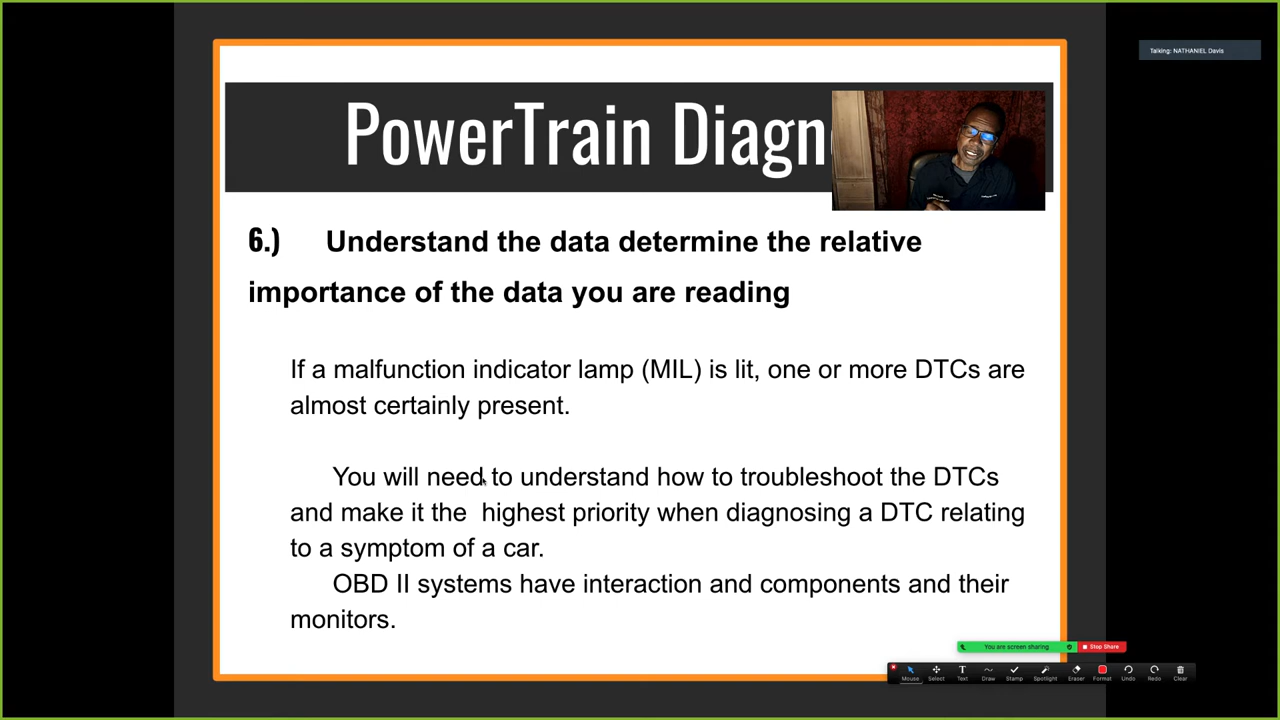 Talking: NATHANIEL Davis
PowerTrain Diagn
6.) Understand the data determine the relative
importance of the data you are reading
If a malfunction indicator lamp (MIL) is lit, one or more DTCs are
almost certainly present.
You will need to understand how to troubleshoot the DTCs
and make it the highest priority when diagnosing a DTC relating
to a symptom of a car.
OBD II systems have interaction and components and their
monitors.
You are screen sharing Stop Share
Mouse Select Text Draw Stamp Spotlight Eraser Format Undo Redo Clear